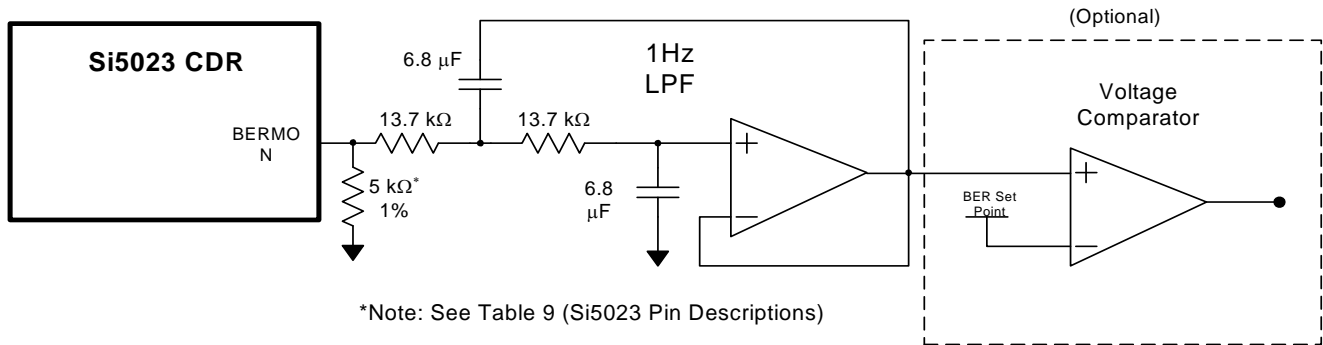 (Optional)
Si5023 CDR
6.8 µF
1Hz
LPF
Voltage
Comparator
BERMO
N
13.7 kΩ
13.7 kΩ
+
+
5 kΩ*
1%
6.8
µF
BER Set
Point
−
−
*Note: See Table 9 (Si5023 Pin Descriptions)